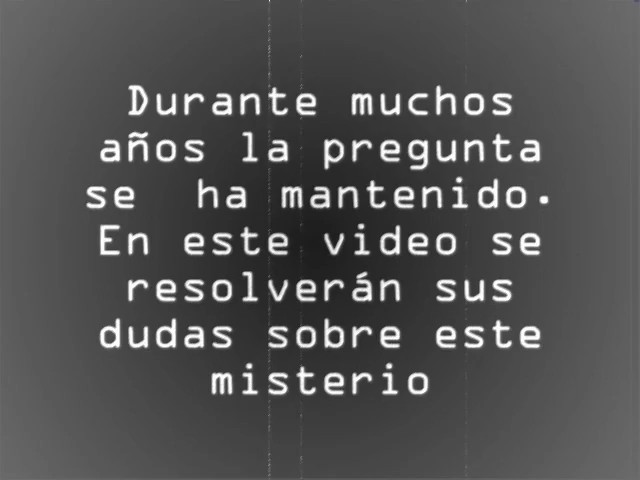 Durante muchos
años la pregunta
se ha mantenido.
En este video se
resolverán sus
dudas sobre este
misterio